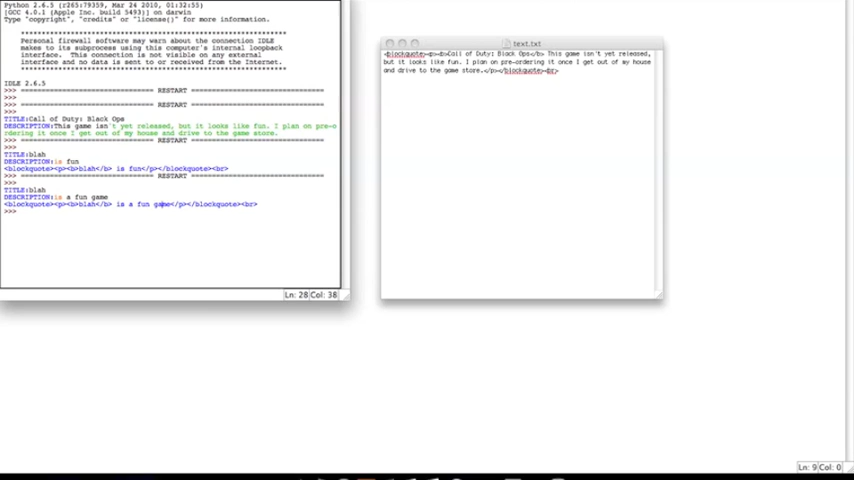 Python 2.6.5 (r265:79359, Mar 24 2010, 01:32:55)
[GCC 4.0.1 (Apple Inc. build 5493)] on darwin
Type "copyright", "credits" or "license()" for more information.
****************************************************************
Personal firewall software may warn about the connection IDLE
makes to its subprocess using this computer's internal loopback
interface.  This connection is not visible on any external
interface and no data is sent to or received from the Internet.
****************************************************************
IDLE 2.6.5
>>> ================================ RESTART ================================
>>>
>>> ================================ RESTART ================================
>>>
TITLE:Call of Duty: Black Ops
DESCRIPTION:This game isn't yet released, but it looks like fun. I plan on pre-o
rdering it once I get out of my house and drive to the game store.
>>> ================================ RESTART ================================
>>>
TITLE:blah
DESCRIPTION:is fun
<blockquote><p><b>blah</b> is fun</p></blockquote><br>
>>> ================================ RESTART ================================
>>>
TITLE:blah
DESCRIPTION:is a fun game
<blockquote><p><b>blah</b> is a fun game</p></blockquote><br>
>>>
Ln: 28 Col: 38
text.txt
<blockquote><p><b>Call of Duty: Black Ops</b> This game isn't yet released,
but it looks like fun. I plan on pre-ordering it once I get out of my house
and drive to the game store.</p></blockquote><br>
Ln: 9 Col: 0